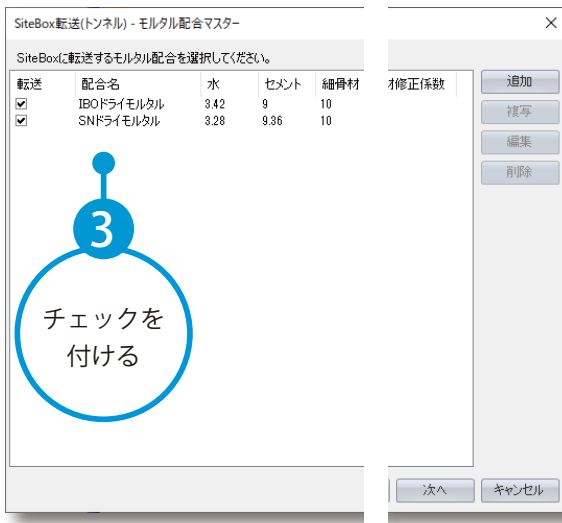 SiteBox転送(トンネル) - モルタル配合マスター
SiteBoxに転送するモルタル配合を選択してください。
転送 配合名 水 セメント 細骨材 材修正係数
IBOドライモルタル 3.42 9 10
SNドライモルタル 3.28 9.36 10
追加
複写
編集
削除
3
チェックを
付ける
次へ キャンセル